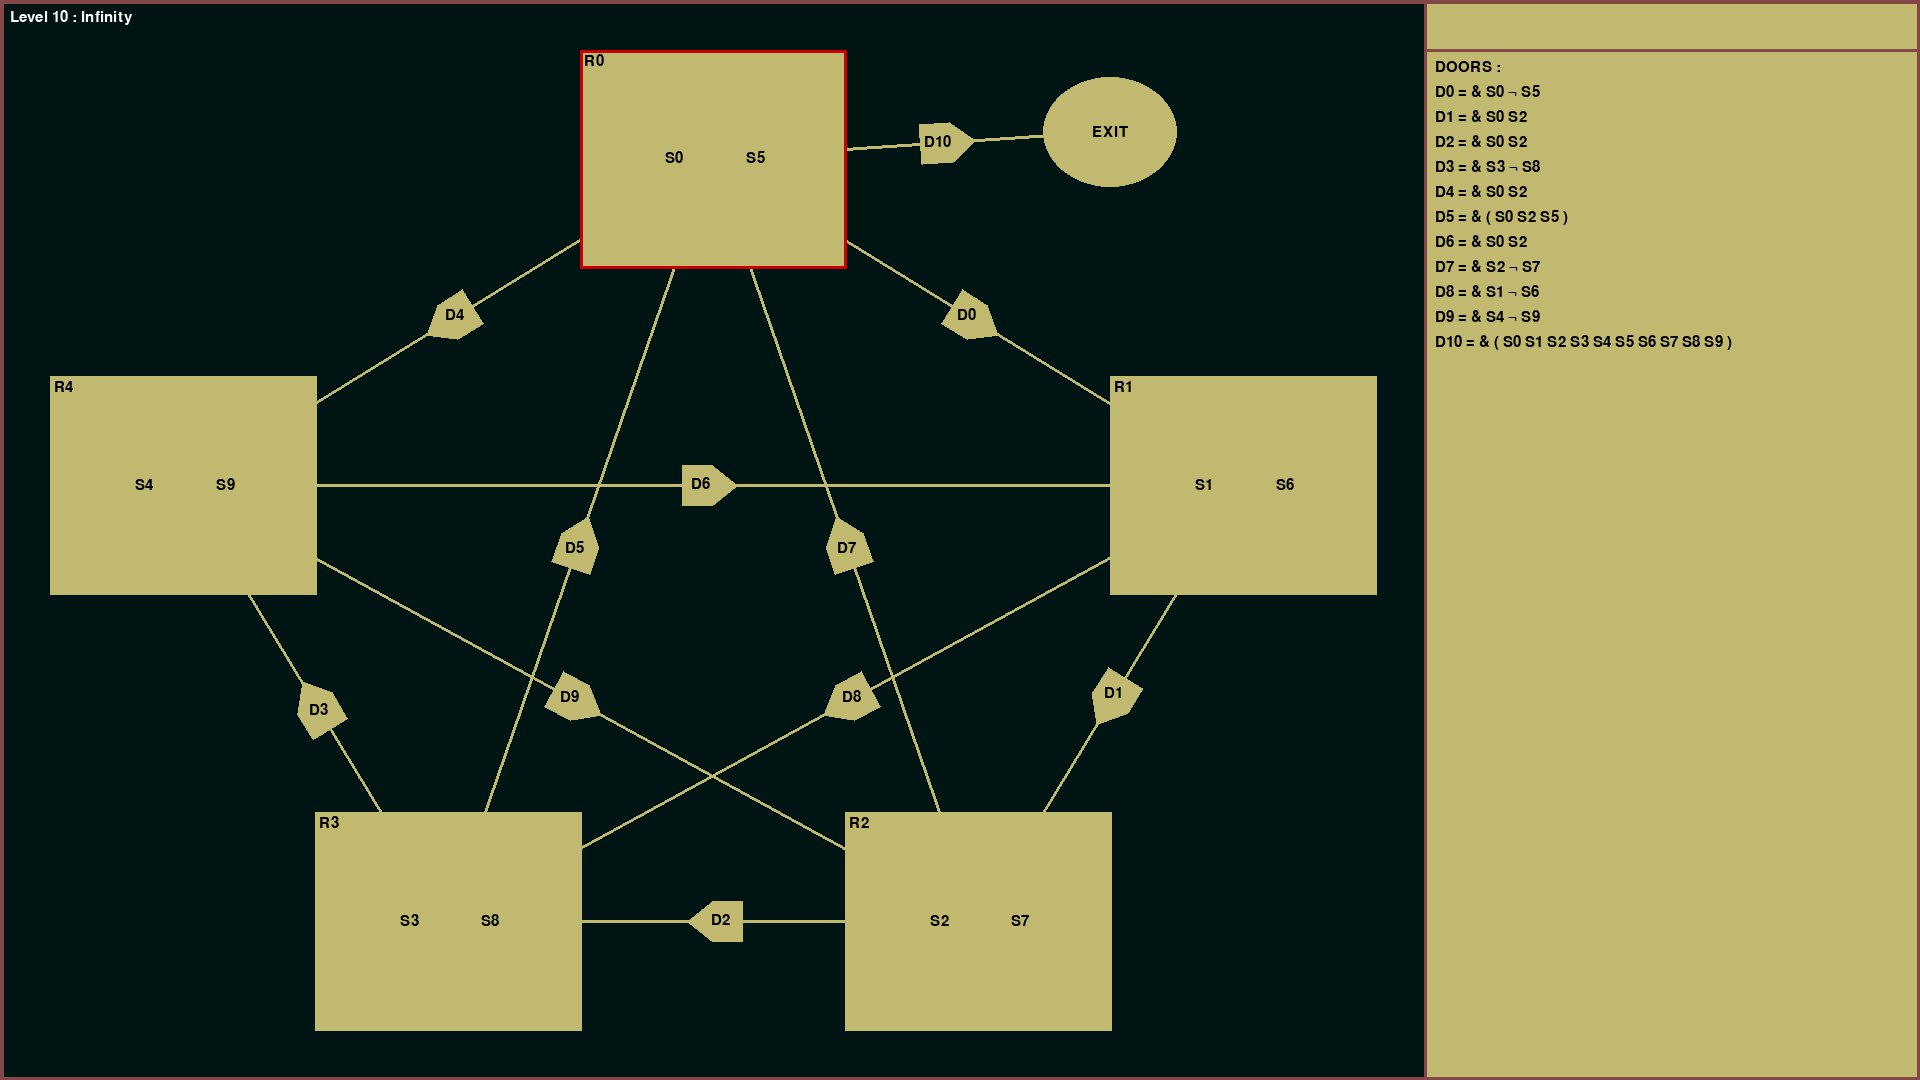 Level 10 : Infinity
R0
S0 S5
D10
EXIT
D4
D0
R4
S4 S9
D6
R1
S1 S6
D5
D7
D3
D9
D8
D1
R3
S3 S8
D2
R2
S2 S7
DOORS :
D0 = & S0 ¬ S5
D1 = & S0 S2
D2 = & S0 S2
D3 = & S3 ¬ S8
D4 = & S0 S2
D5 = & ( S0 S2 S5 )
D6 = & S0 S2
D7 = & S2 ¬ S7
D8 = & S1 ¬ S6
D9 = & S4 ¬ S9
D10 = & ( S0 S1 S2 S3 S4 S5 S6 S7 S8 S9 )